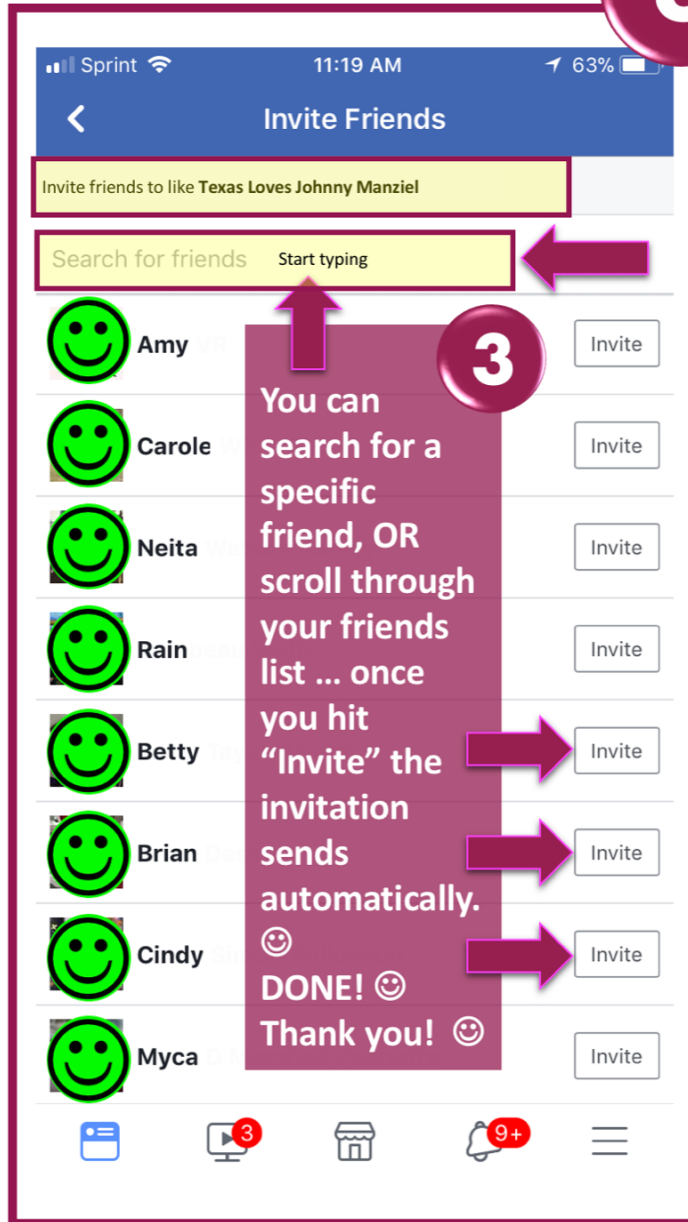 Sprint 11:19 AM 63%
Invite Friends
Invite friends to like Texas Loves Johnny Manziel
Search for friends Start typing
Amy Invite
Carole Invite
Neita Invite
Rain Invite
Betty Invite
Brian Invite
Cindy Invite
Myca Invite
3
You can
search for a
specific
friend, OR
scroll through
your friends
list ... once
you hit
“Invite” the
invitation
sends
automatically.
☺
DONE! ☺
Thank you! ☺
3 9+